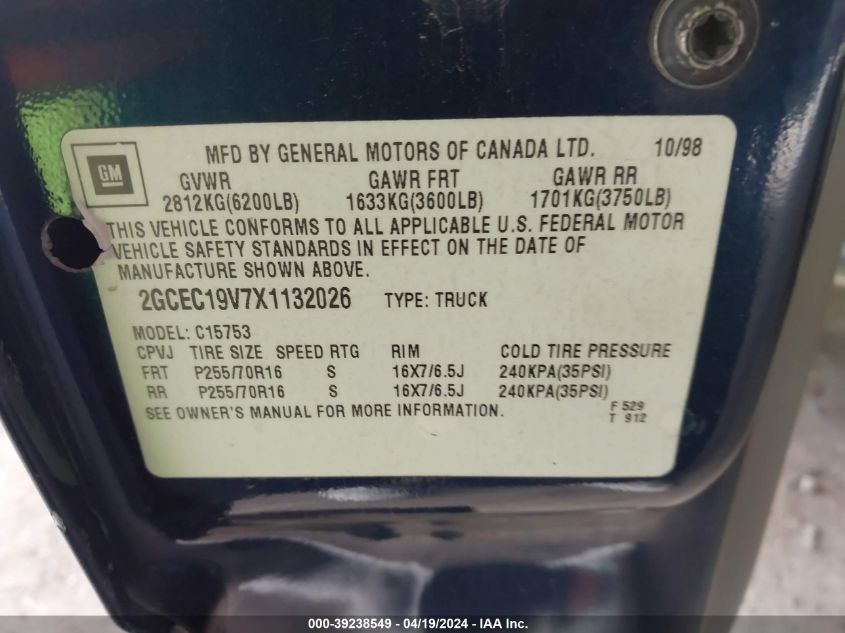 GM
MFD BY GENERAL MOTORS OF CANADA LTD. 10/98
GVWR GAWR FRT GAWR RR
2812KG(6200LB) 1633KG(3600LB) 1701KG(3750LB)
THIS VEHICLE CONFORMS TO ALL APPLICABLE U.S. FEDERAL MOTOR
VEHICLE SAFETY STANDARDS IN EFFECT ON THE DATE OF
MANUFACTURE SHOWN ABOVE.
2GCEC19V7X1132026 TYPE: TRUCK
MODEL: C15753
CPVJ TIRE SIZE SPEED RTG RIM COLD TIRE PRESSURE
FRT P255/70R16 S 16X7/6.5J 240KPA(35PSI)
RR P255/70R16 S 16X7/6.5J 240KPA(35PSI)
SEE OWNER'S MANUAL FOR MORE INFORMATION. F 529
T 912
000-39238549 - 04/19/2024 - IAA, Inc.